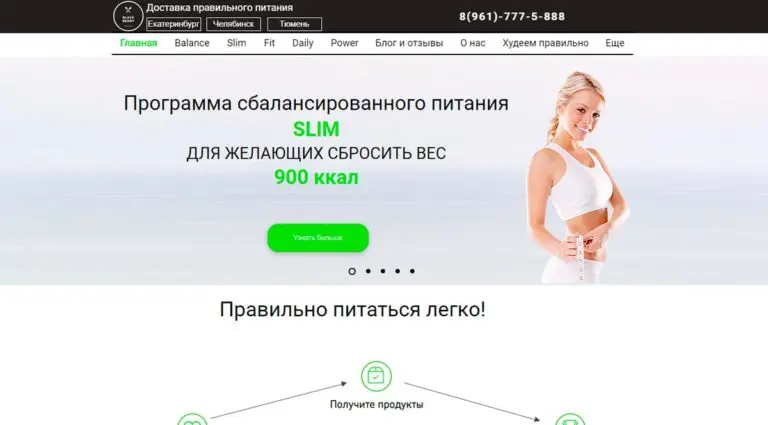 BLACK BERRY
Доставка правильного питания
Екатеринбург Челябинск Тюмень
8(961)-777-5-888
Главная Balance Slim Fit Daily Power Блог и отзывы О нас Худеем правильно Еще
Программа сбалансированного питания
SLIM
ДЛЯ ЖЕЛАЮЩИХ СБРОСИТЬ ВЕС
900 ккал
Узнать больше
Правильно питаться легко!
Получите продукты